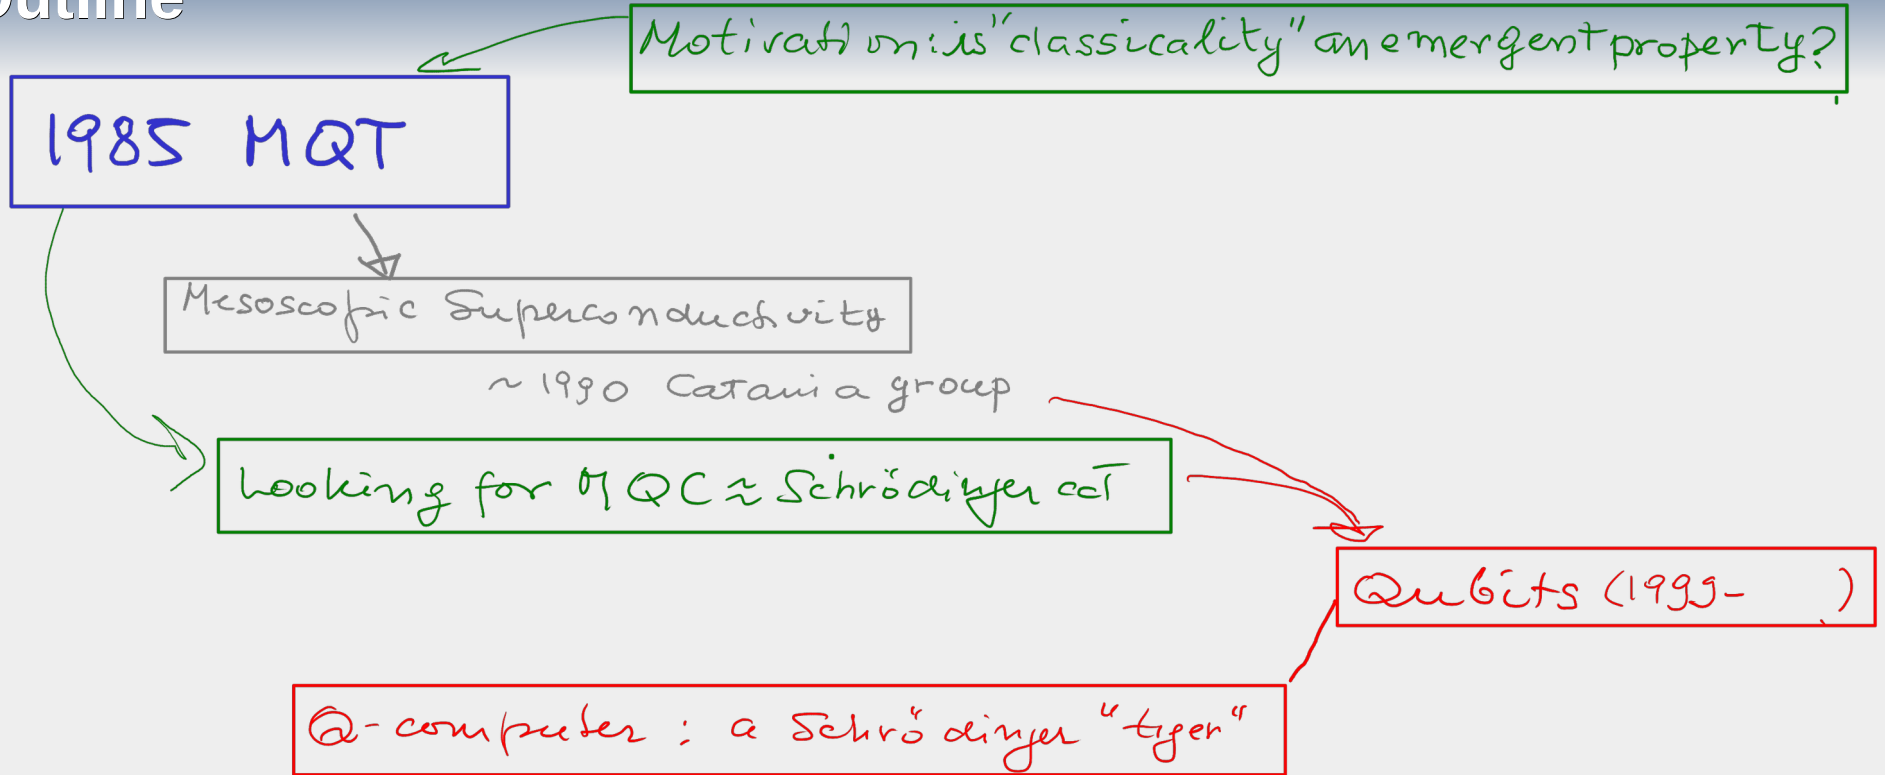 Outline
Motivation: is "classicality" an emergent property?
1985 MQT
Mesoscopic Superconductivity
~ 1990 Catania group
Looking for MQC ≈ Schrödinger cat
Qubits (1999- )
Q-computer : a Schrödinger "tiger"